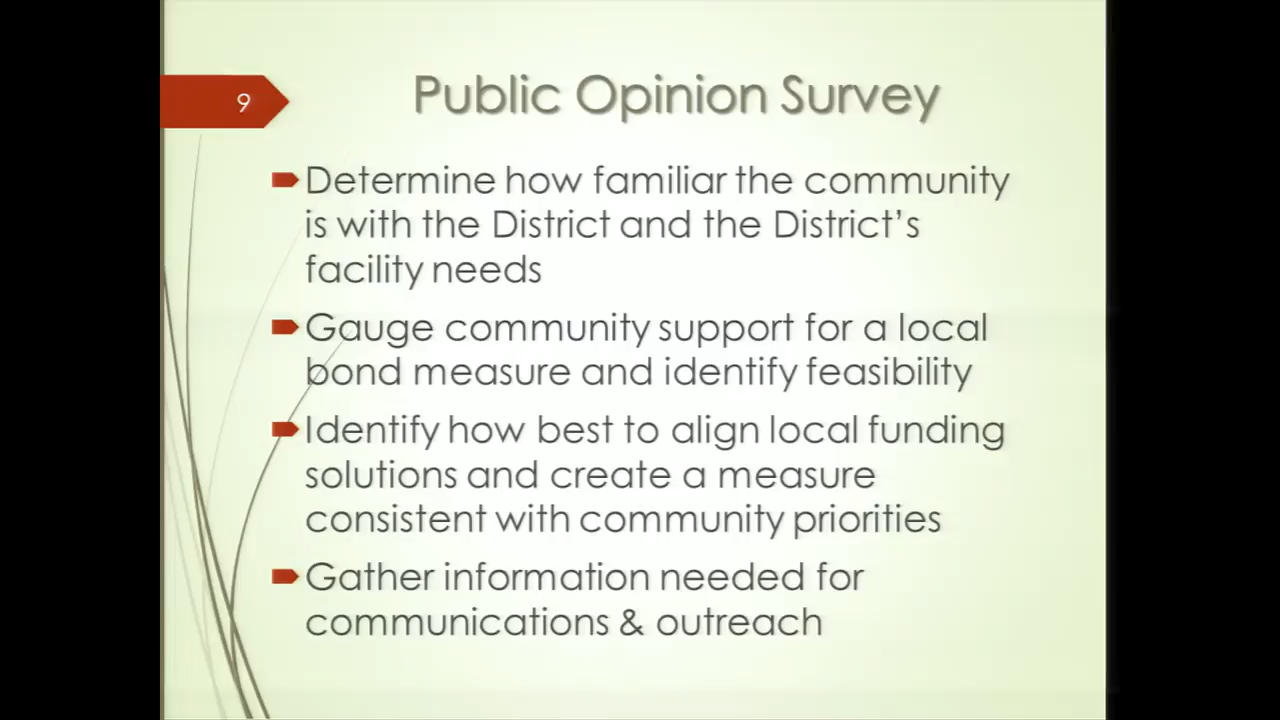 9
Public Opinion Survey
Determine how familiar the community
is with the District and the District's
facility needs
Gauge community support for a local
bond measure and identify feasibility
Identify how best to align local funding
solutions and create a measure
consistent with community priorities
Gather information needed for
communications & outreach